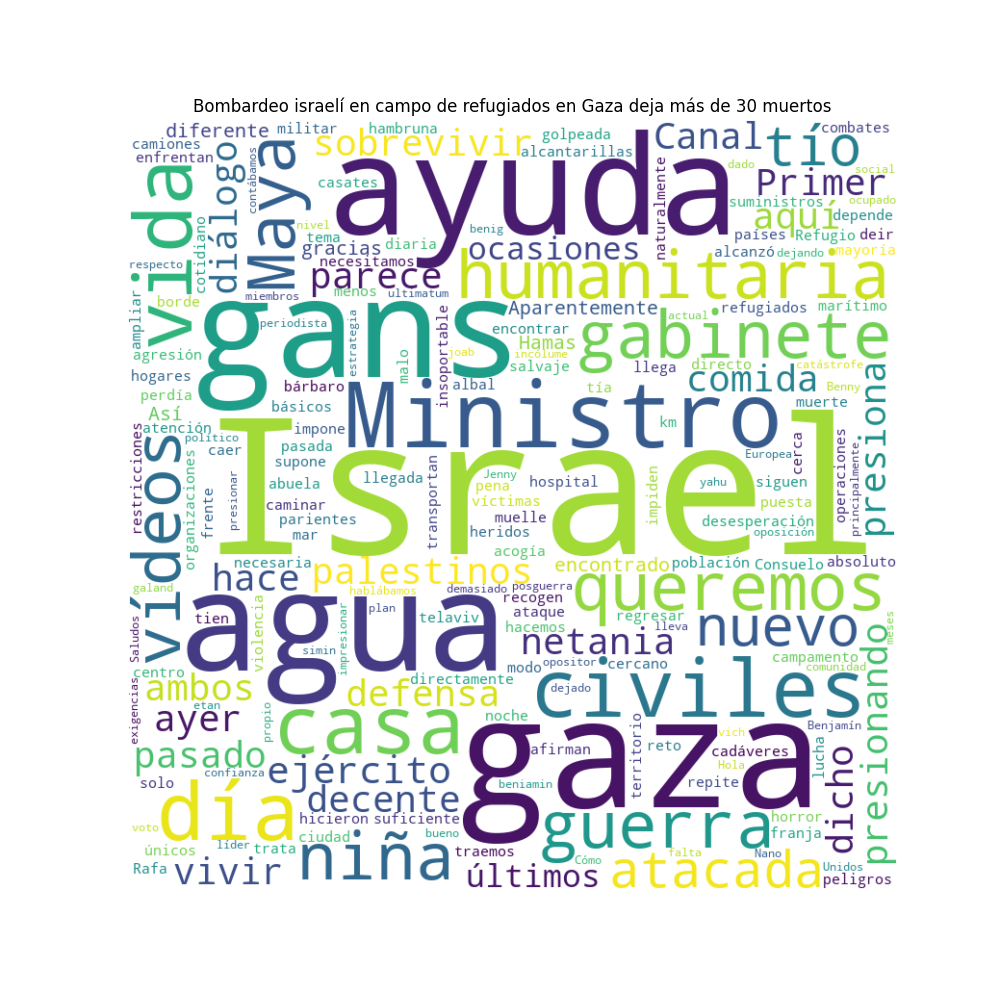 Bombardeo israelí en campo de refugiados en Gaza deja más de 30 muertos
diferente
militar
hambruna
golpeada
Canal
tío
combates
camiones
enfrentan
vida
diálogo
contábamos
Maya
sobrevivir
alcantarillas
ayuda
naturalmente
dado
social
casates
Primer
ocupado
suministros
aquí
depende
nivel
tema
gracias
diaria
benig
ocasiones
países
Refugio
deir
respecto
cotidiano
necesitamos
parece
humanitaria
alcanzó
dejando
mayoría
ampliar
borde
miembros
menos
ultimatum
gans
Aparentemente
refugiados
marítimo
periodista
estrategia
insoportable
encontrar
actual
gabinete
Hamas
agresión
malo
joab
incólume
salvaje
llega
directo
catástrofe
hogares
bárbaro
albal
tía
comida
Benny
perdía
Así
básicos
Ministro
muerte
presionar
atención
político
impone
km
restricciones
vídeos
organizaciones
caer
pasada
supone
Israel
Europea
cerca
operaciones
principalmente
frente
presionar
abuela
llegada
transportan
Jenny
pena
hospital
impiden
yahu
siguen
caminar
víctimas
puesta
parientes
muelle
desesperación
mar
heridos
oposición
acogía
necesaria
hace
palestinos
encontrado
población
Consuelo
absoluto
galand
hablábamos
demasiado
posguerra
queremos
agua
plan
recogen
ataque
Saludos
tien
violencia
impresionar
telaviv
hacemos
regresar
lleva
nuevo
meses
simin
netania
centro
directamente
modo
opositor
cercano
campamento
comunidad
exigencias
ambos
etan
defensa
dejado
civiles
presionando
ayer
propio
casa
noche
territorio
Benjamín
pasado
afirman
gaza
reto
cadáveres
lucha
dicho
solo
confianza
ejército
vich
Hola
beniamin
repite
día
decente
hicieron
suficiente
guerra
horror
franja
voto
líder
ciudad
bueno
únicos
trata
niña
traemos
Cómo
falta
Nano
Rafa
vivir
últimos
atacada
Unidos
peligros